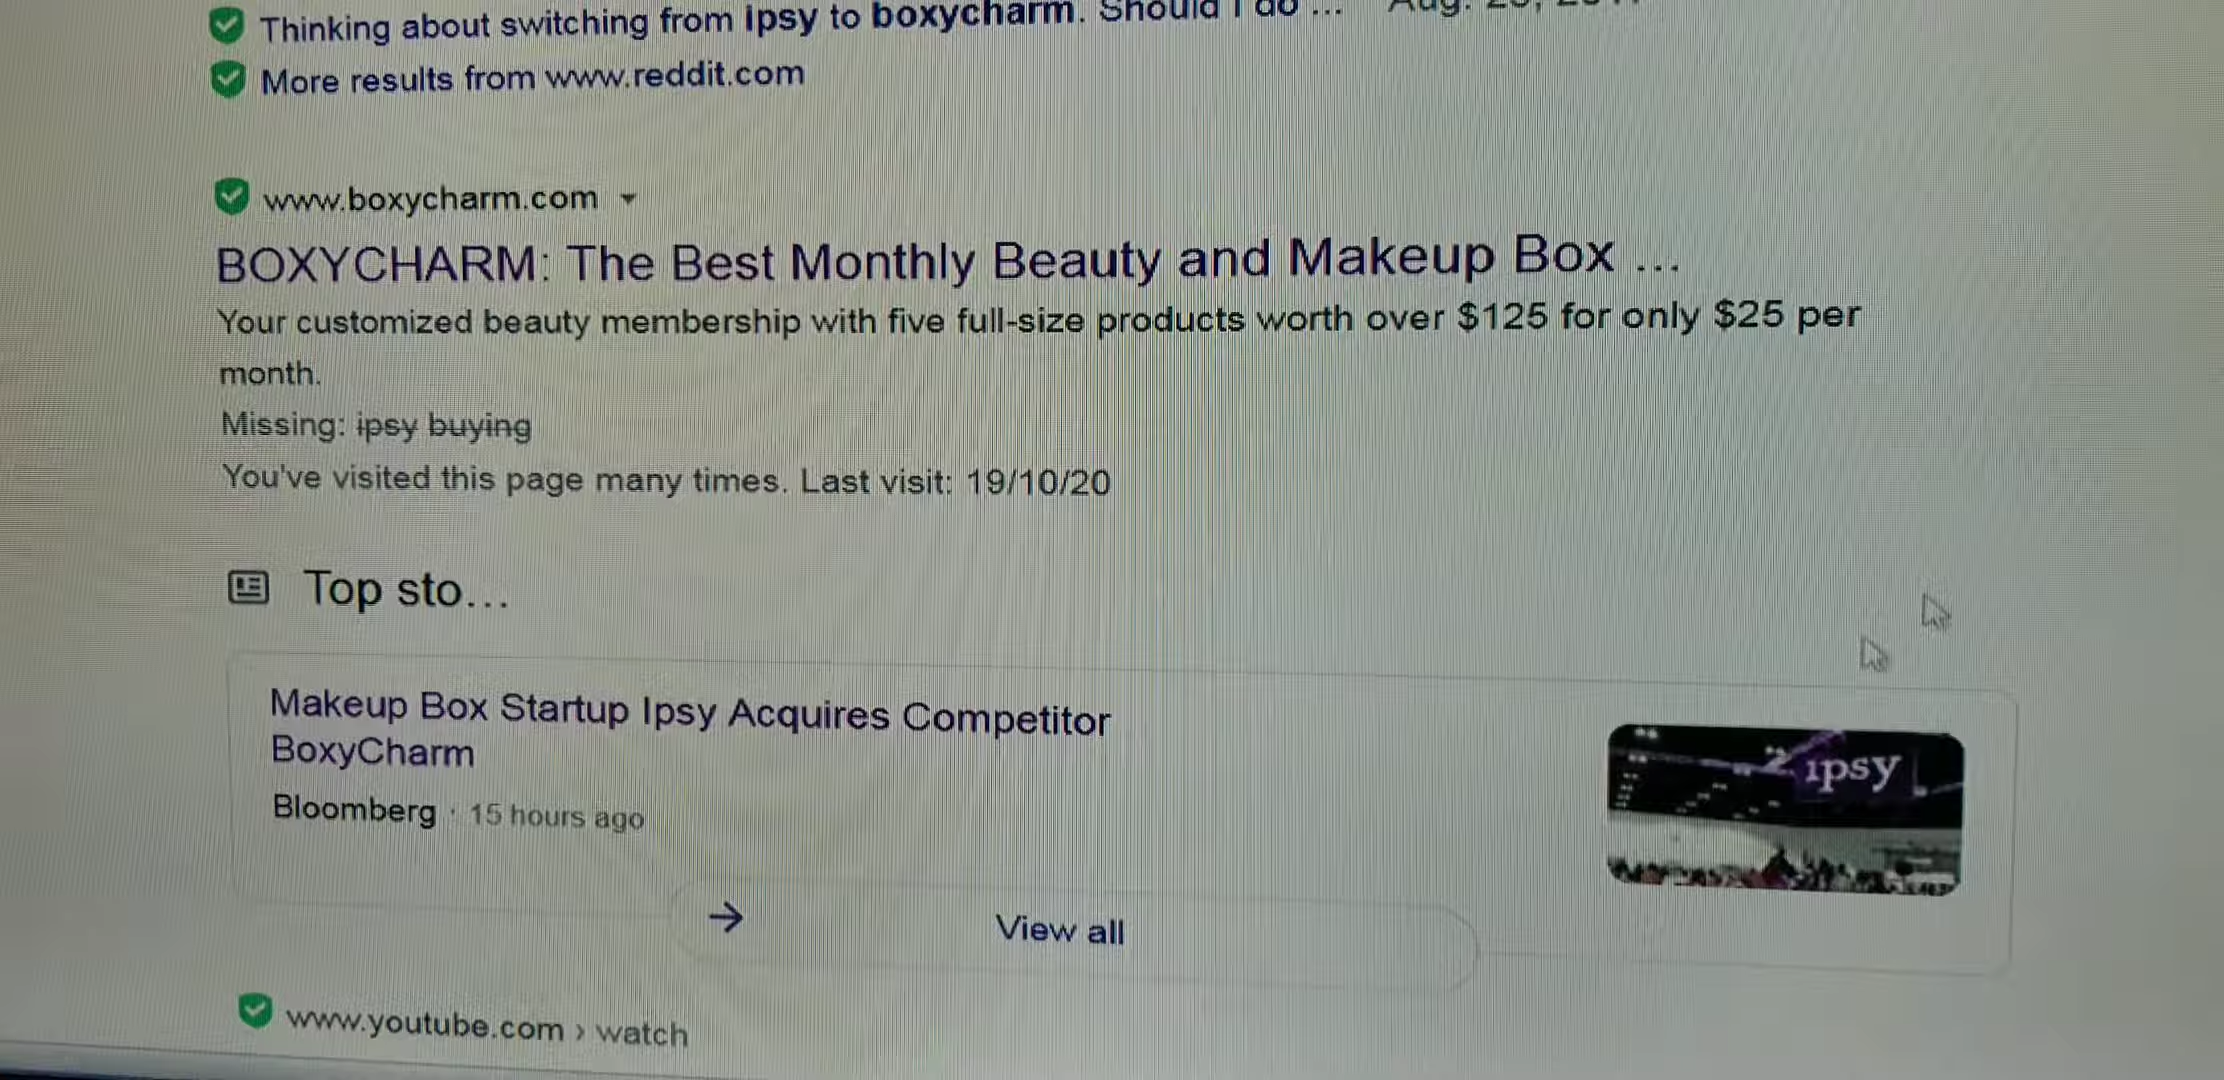 Thinking about switching from ipsy to boxycharm. Should I do ...
More results from www.reddit.com
www.boxycharm.com
BOXYCHARM: The Best Monthly Beauty and Makeup Box ...
Your customized beauty membership with five full-size products worth over $125 for only $25 per
month.
Missing: ipsy buying
You've visited this page many times. Last visit: 19/10/20
Top sto...
Makeup Box Startup Ipsy Acquires Competitor
BoxyCharm
Bloomberg · 15 hours ago
ipsy
→ View all
www.youtube.com › watch